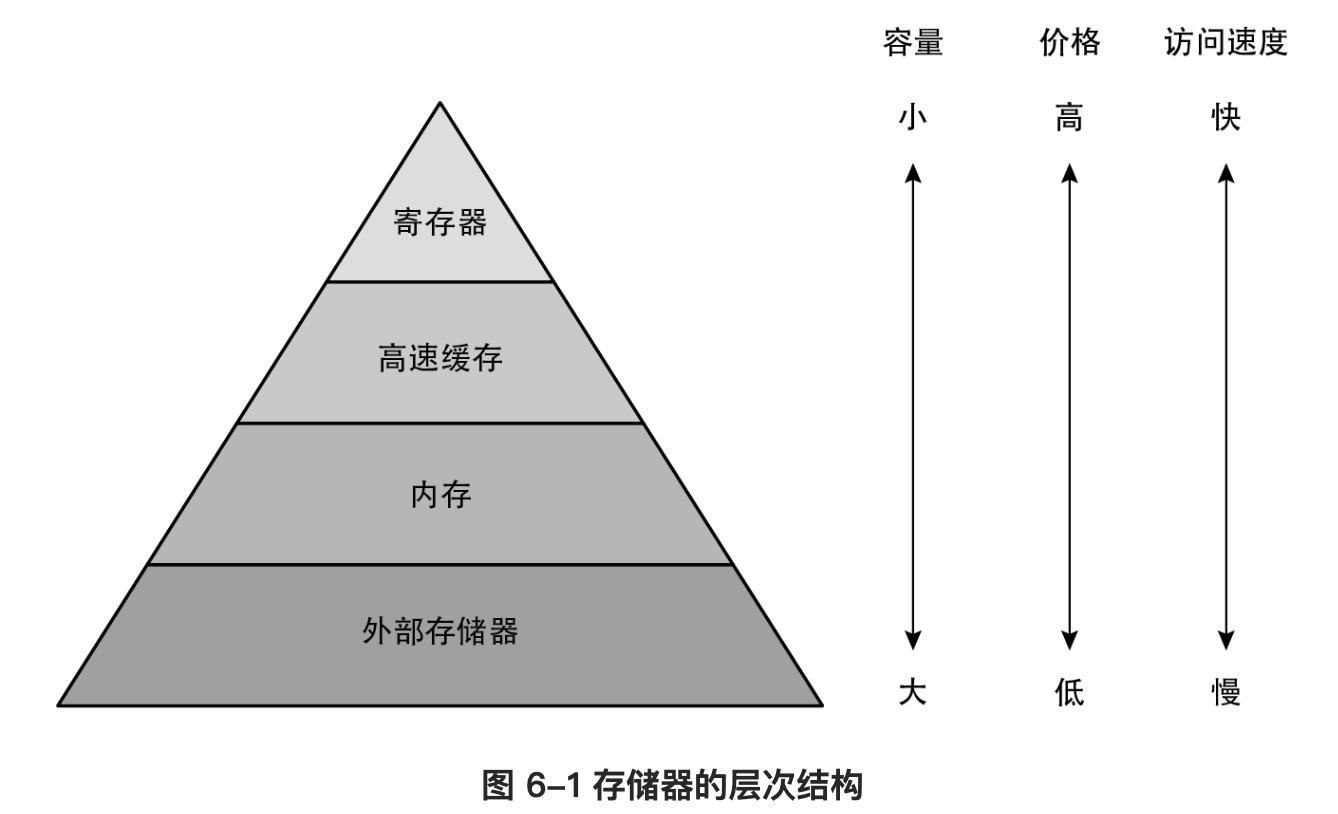 容量 价格 访问速度
小 高 快
寄存器
高速缓存
内存
外部存储器
大 低 慢
图 6–1 存储器的层次结构